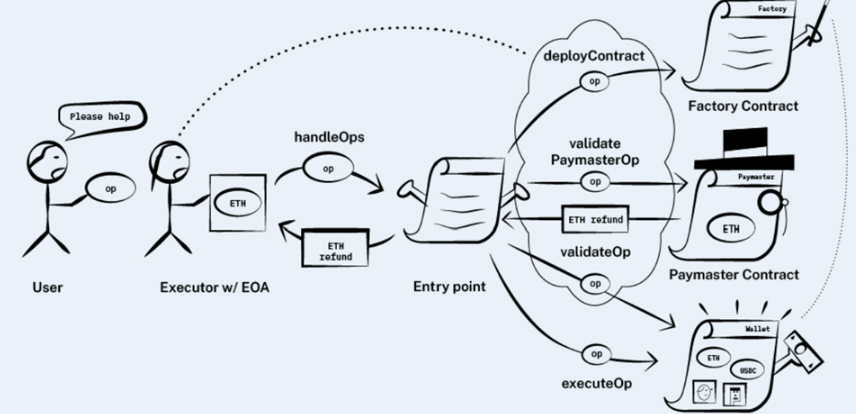 Factory
deployContract
op
Factory Contract
Please help
handleOps
validate
PaymasterOp
op
op
op
Paymaster
ETH
ETH refund
ETH
ETH
refund
validateOp
Paymaster Contract
User
Executor w/ EOA
Entry point
op
Wallet
ETH
USDC
op
executeOp